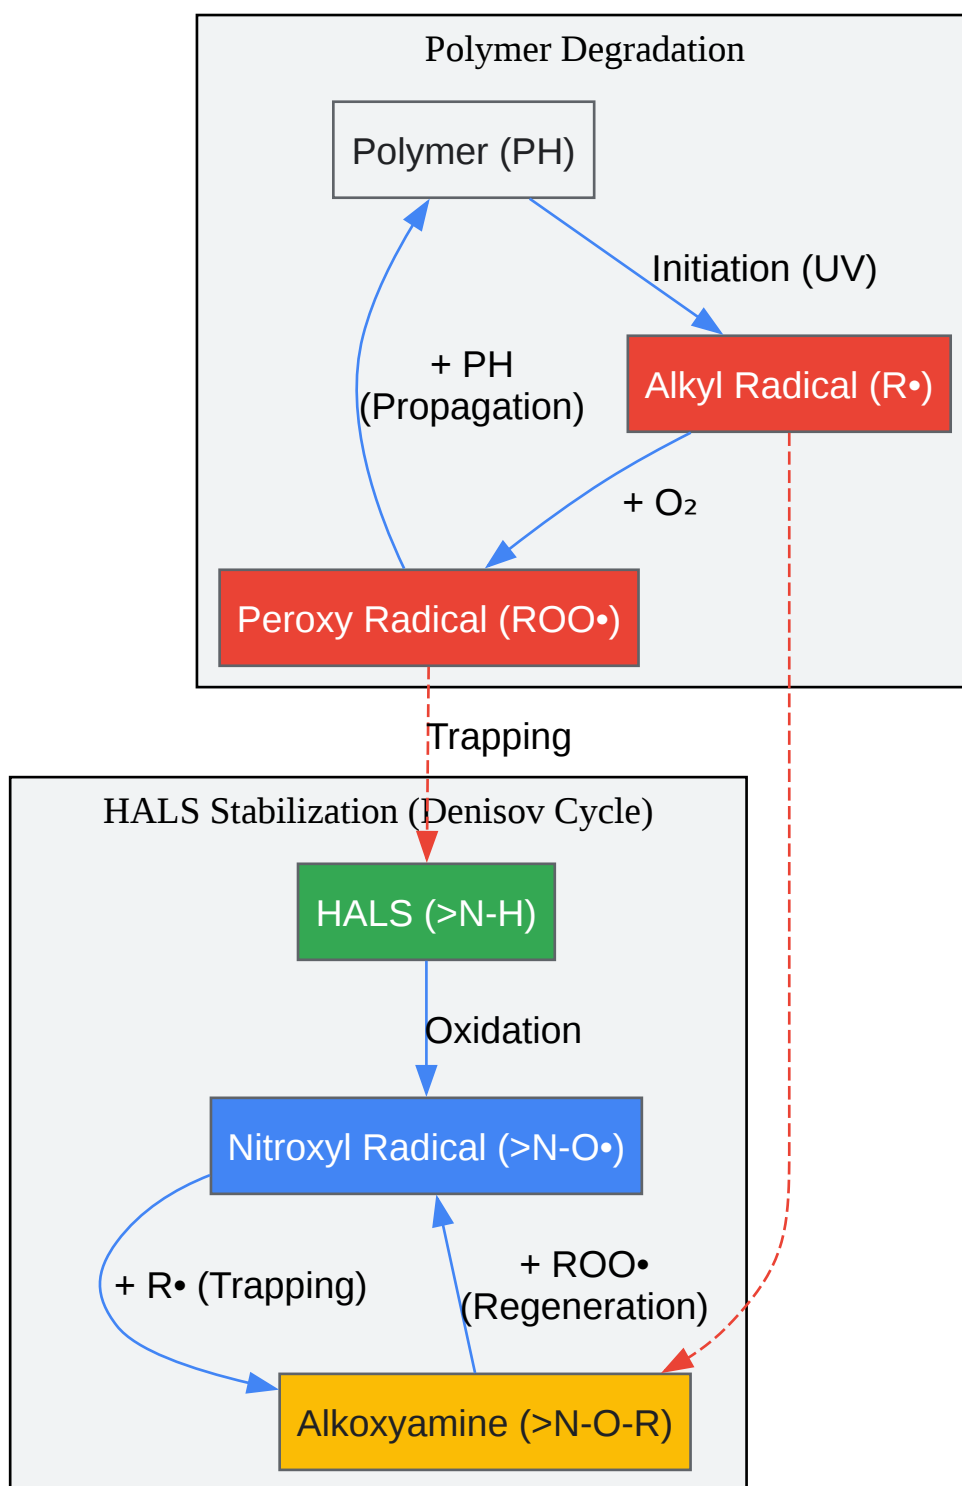 Polymer Degradation
Polymer (PH)
Initiation (UV)
+ PH
(Propagation)
Alkyl Radical (R•)
+ O₂
Peroxy Radical (ROO•)
Trapping
HALS Stabilization (Denisov Cycle)
HALS (>N-H)
Oxidation
Nitroxyl Radical (>N-O•)
+ R• (Trapping)
+ ROO•
(Regeneration)
Alkoxyamine (>N-O-R)